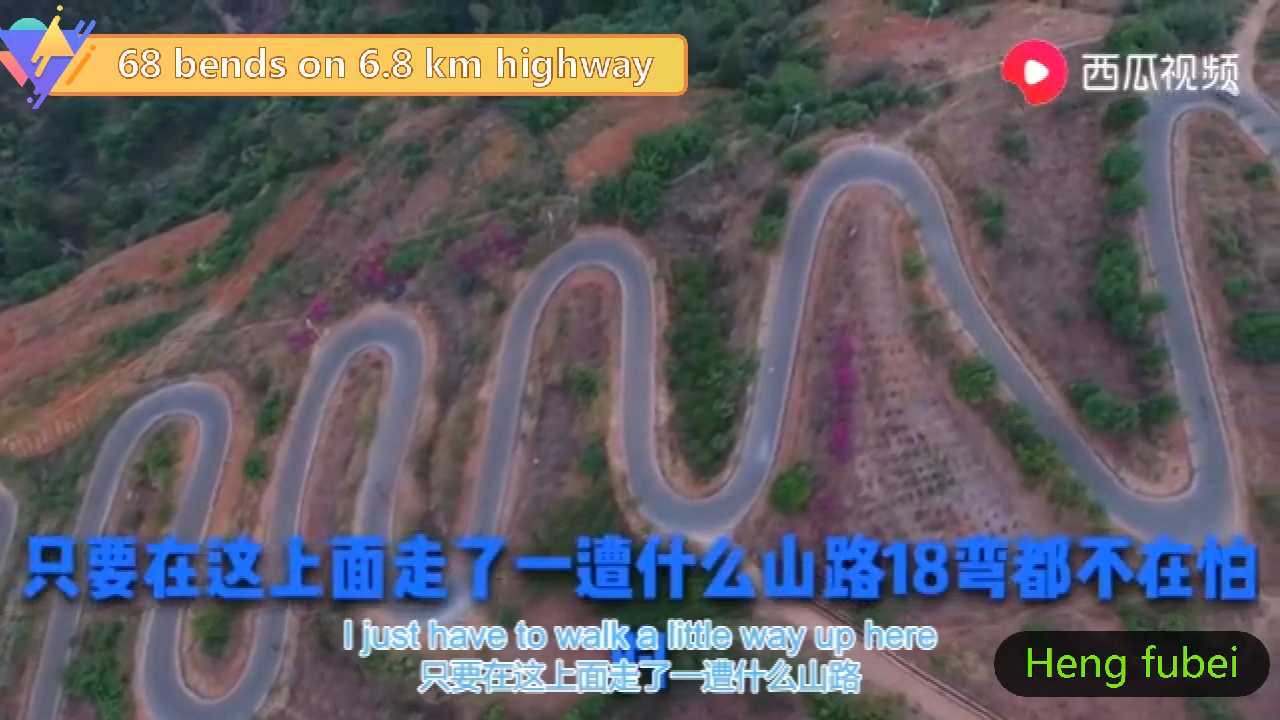 68 bends on 6.8 km highway
西瓜视频
只要在这上面走了一遭什么山路18弯都不在怕
I just have to walk a little way up here
只要在这上面走了一遭什么山路
Heng fubei